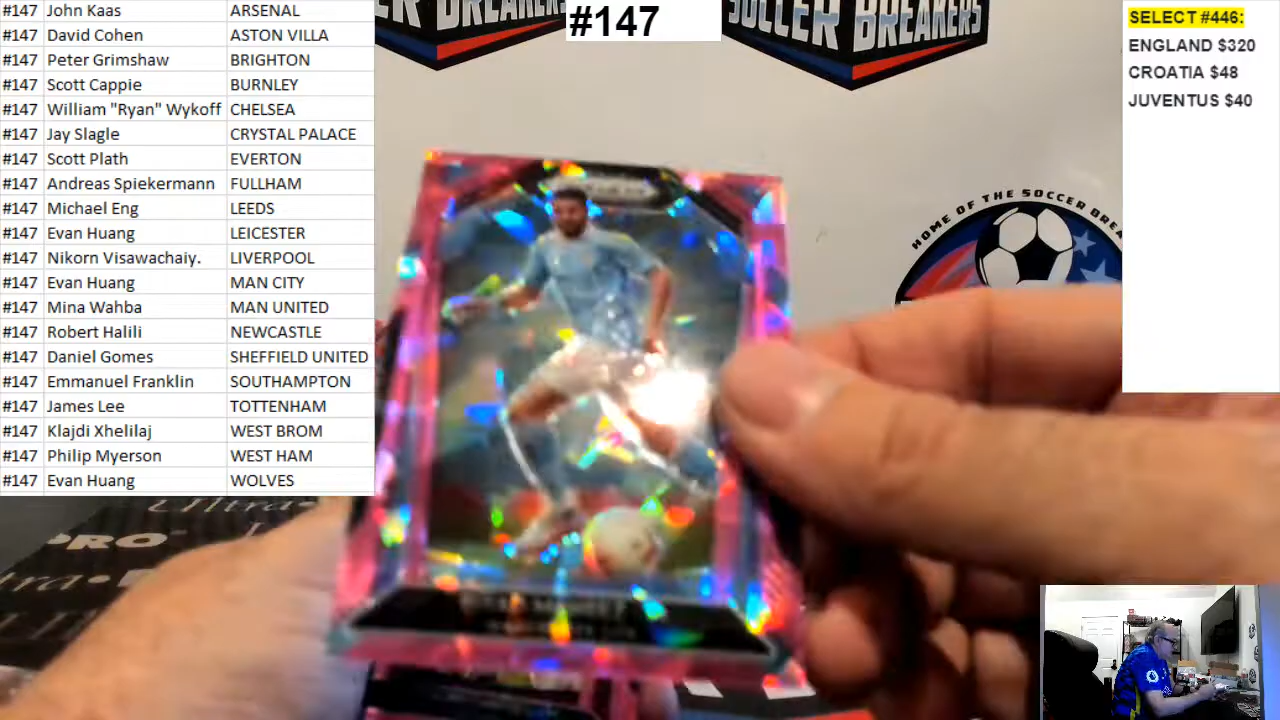 #147 John Kaas ARSENAL
#147 David Cohen ASTON VILLA
#147 Peter Grimshaw BRIGHTON
#147 Scott Cappie BURNLEY
#147 William "Ryan" Wykoff CHELSEA
#147 Jay Slagle CRYSTAL PALACE
#147 Scott Plath EVERTON
#147 Andreas Spiekermann FULLHAM
#147 Michael Eng LEEDS
#147 Evan Huang LEICESTER
#147 Nikorn Visawachaiy. LIVERPOOL
#147 Evan Huang MAN CITY
#147 Mina Wahba MAN UNITED
#147 Robert Halili NEWCASTLE
#147 Daniel Gomes SHEFFIELD UNITED
#147 Emmanuel Franklin SOUTHAMPTON
#147 James Lee TOTTENHAM
#147 Klajdi Xhelilaj WEST BROM
#147 Philip Myerson WEST HAM
#147 Evan Huang WOLVES
#147
SOCCER BREAKERS
SELECT #446:
ENGLAND $320
CROATIA $48
JUVENTUS $40
HOME OF THE SOCCER BREA
Ultra
PRO